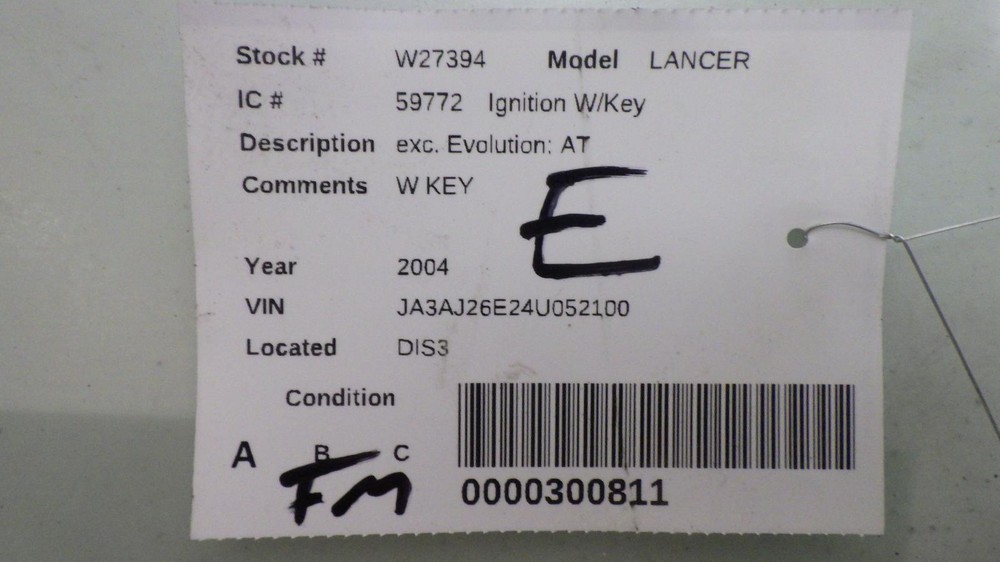 Stock # W27394 Model LANCER
IC # 59772 Ignition W/Key
Description exc. Evolution: AT
Comments W KEY
E
Year 2004
VIN JA3AJ26E24U052100
Located DIS3
Condition
A B C
FM
0000300811